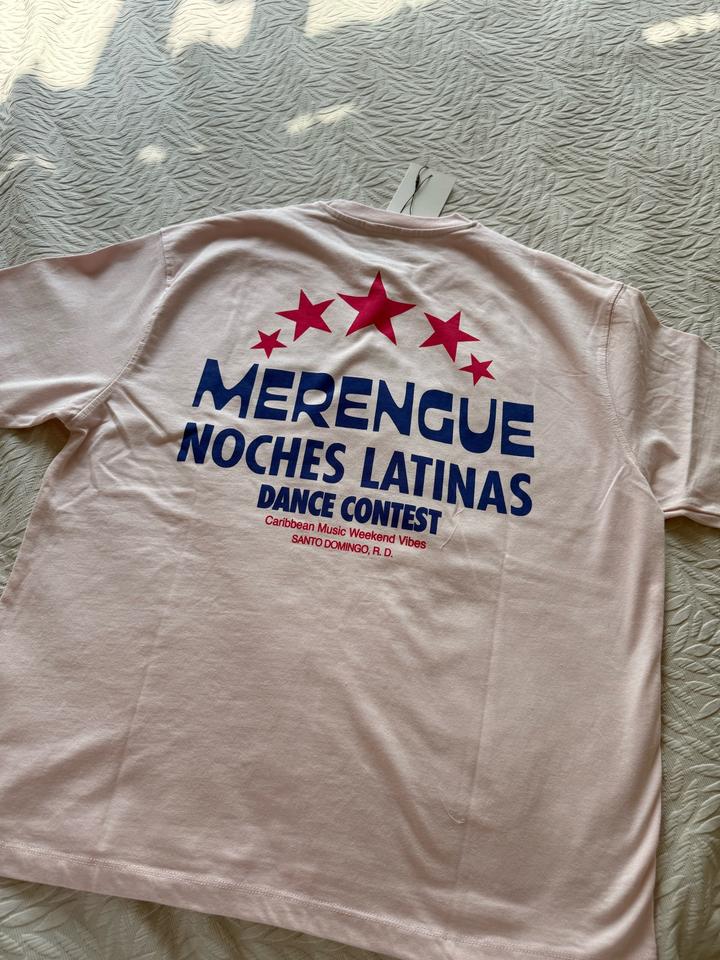 MERENGUE
NOCHES LATINAS
DANCE CONTEST
Caribbean Music Weekend Vibes
SANTO DOMINGO, R. D.